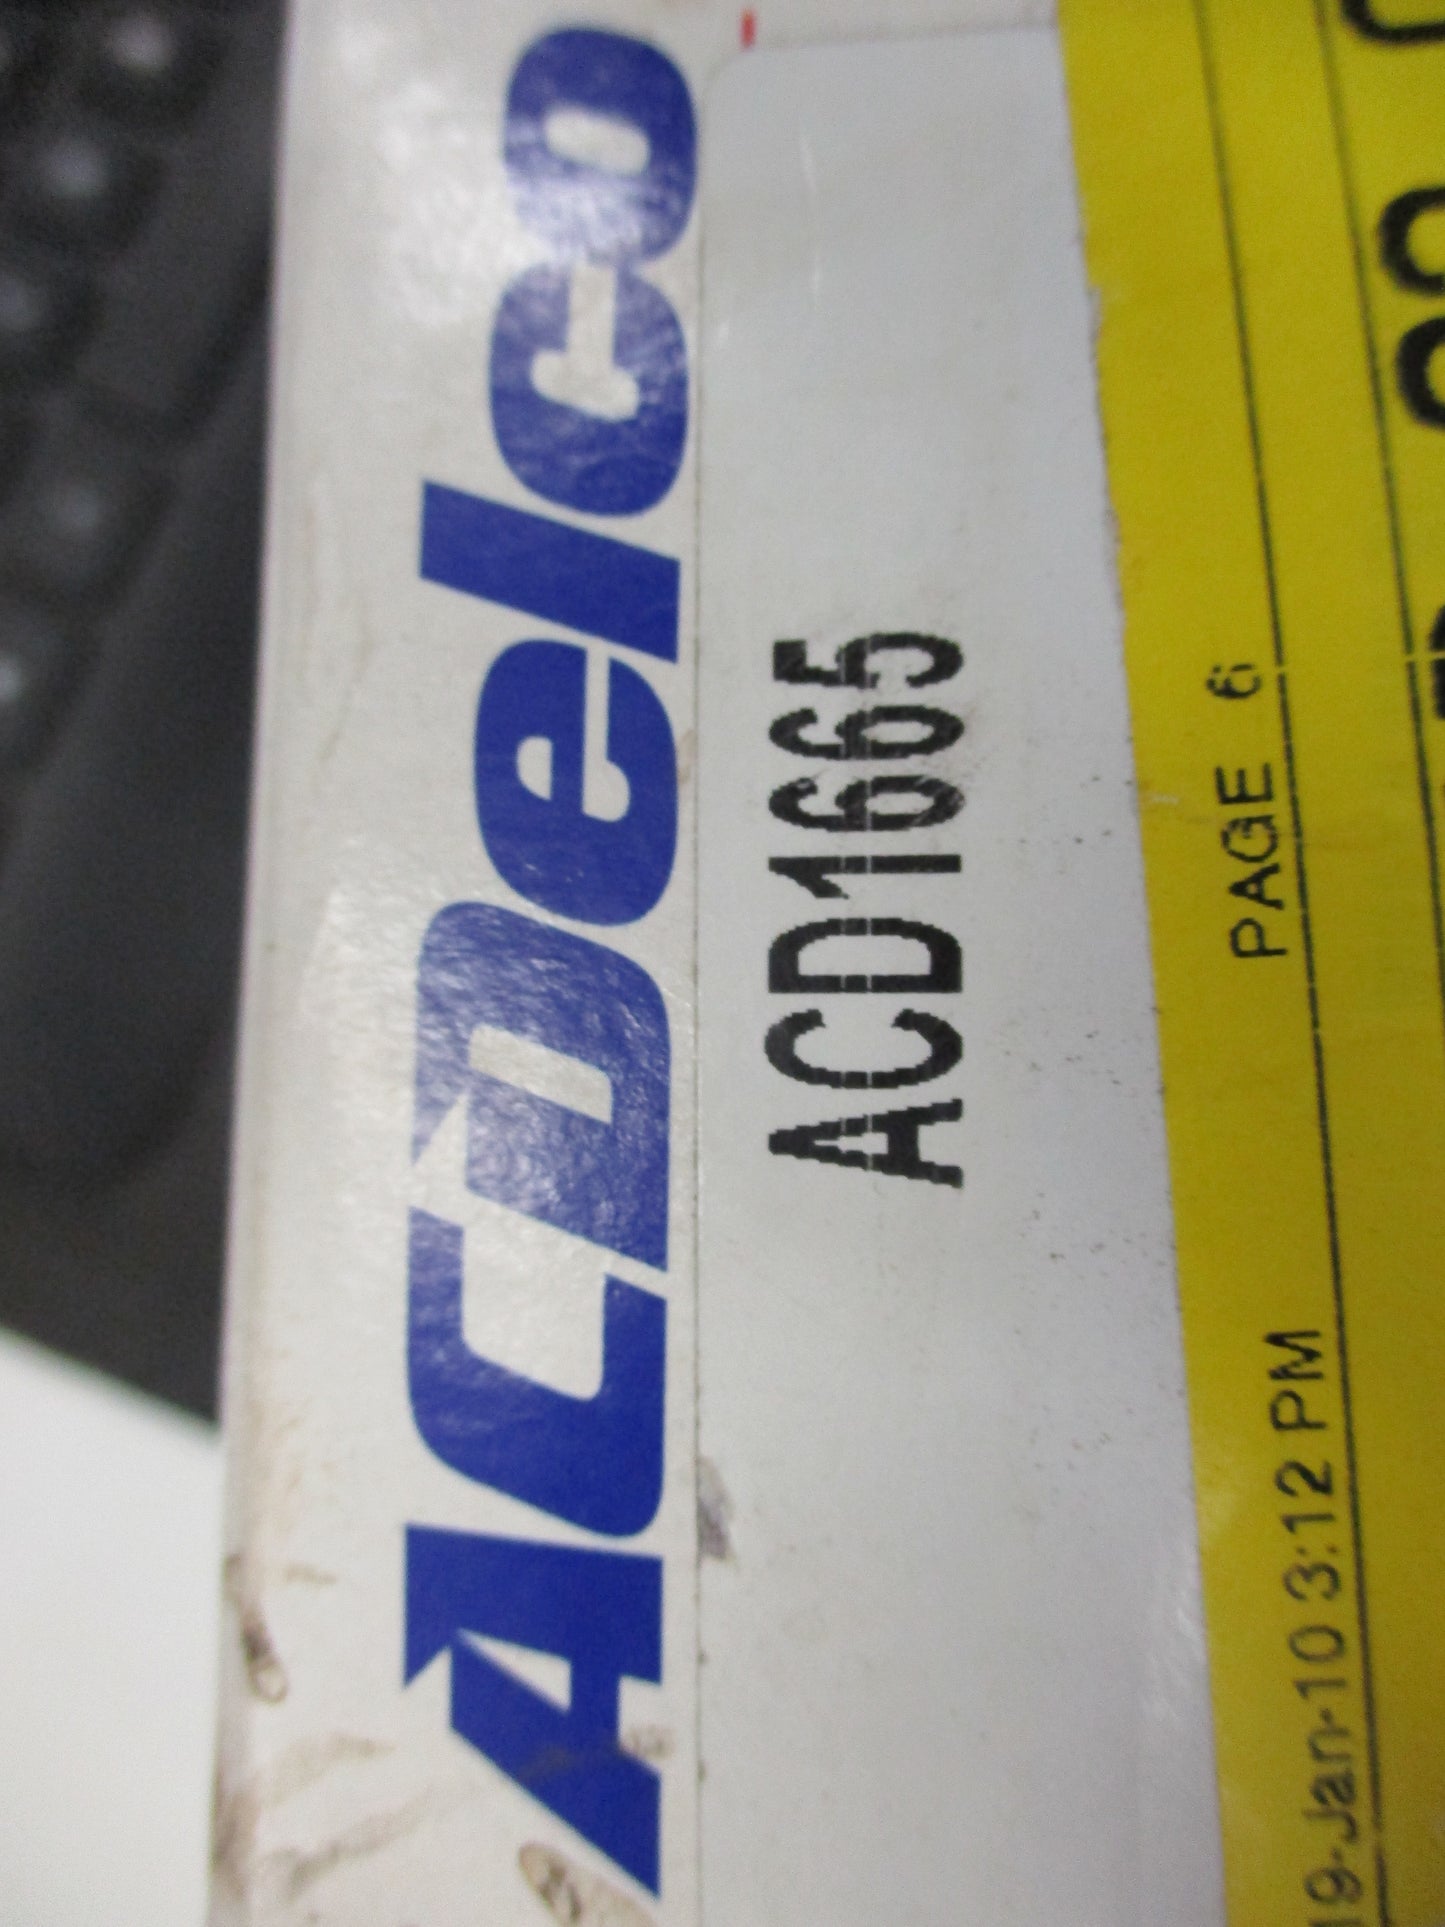 ACDelco
ACD1665
19-Jan-10 3:12 PM PAGE 6